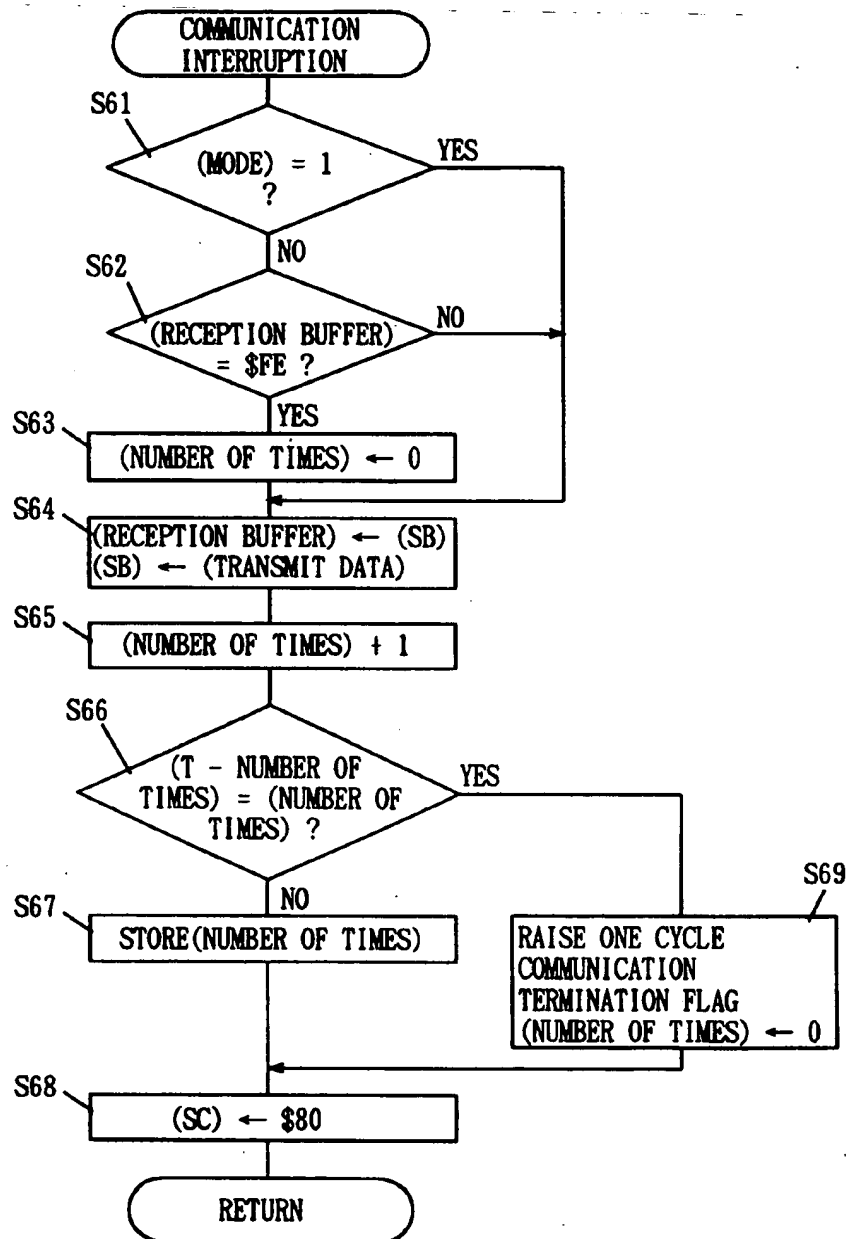 COMMUNICATION
INTERRUPTION
S61
(MODE) = 1
?
YES
NO
S62
(RECEPTION BUFFER)
= $FE ?
NO
YES
S63
(NUMBER OF TIMES) ← 0
S64
(RECEPTION BUFFER) ← (SB)
(SB) ← (TRANSMIT DATA)
S65
(NUMBER OF TIMES) + 1
S66
(T - NUMBER OF
TIMES) = (NUMBER OF
TIMES) ?
YES
NO
S67
STORE(NUMBER OF TIMES)
S69
RAISE ONE CYCLE
COMMUNICATION
TERMINATION FLAG
(NUMBER OF TIMES) ← 0
S68
(SC) ← $80
RETURN